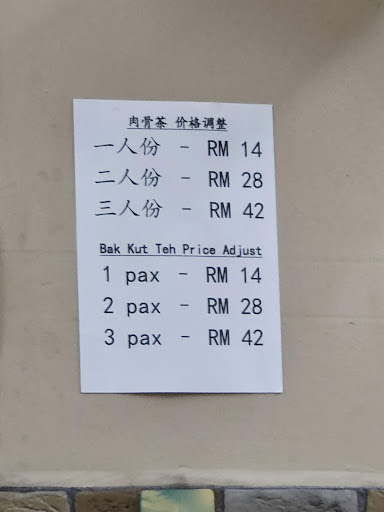 肉骨茶 价格调整
一人份 - RM 14
二人份 - RM 28
三人份 - RM 42
Bak Kut Teh Price Adjust
1 pax - RM 14
2 pax - RM 28
3 pax - RM 42